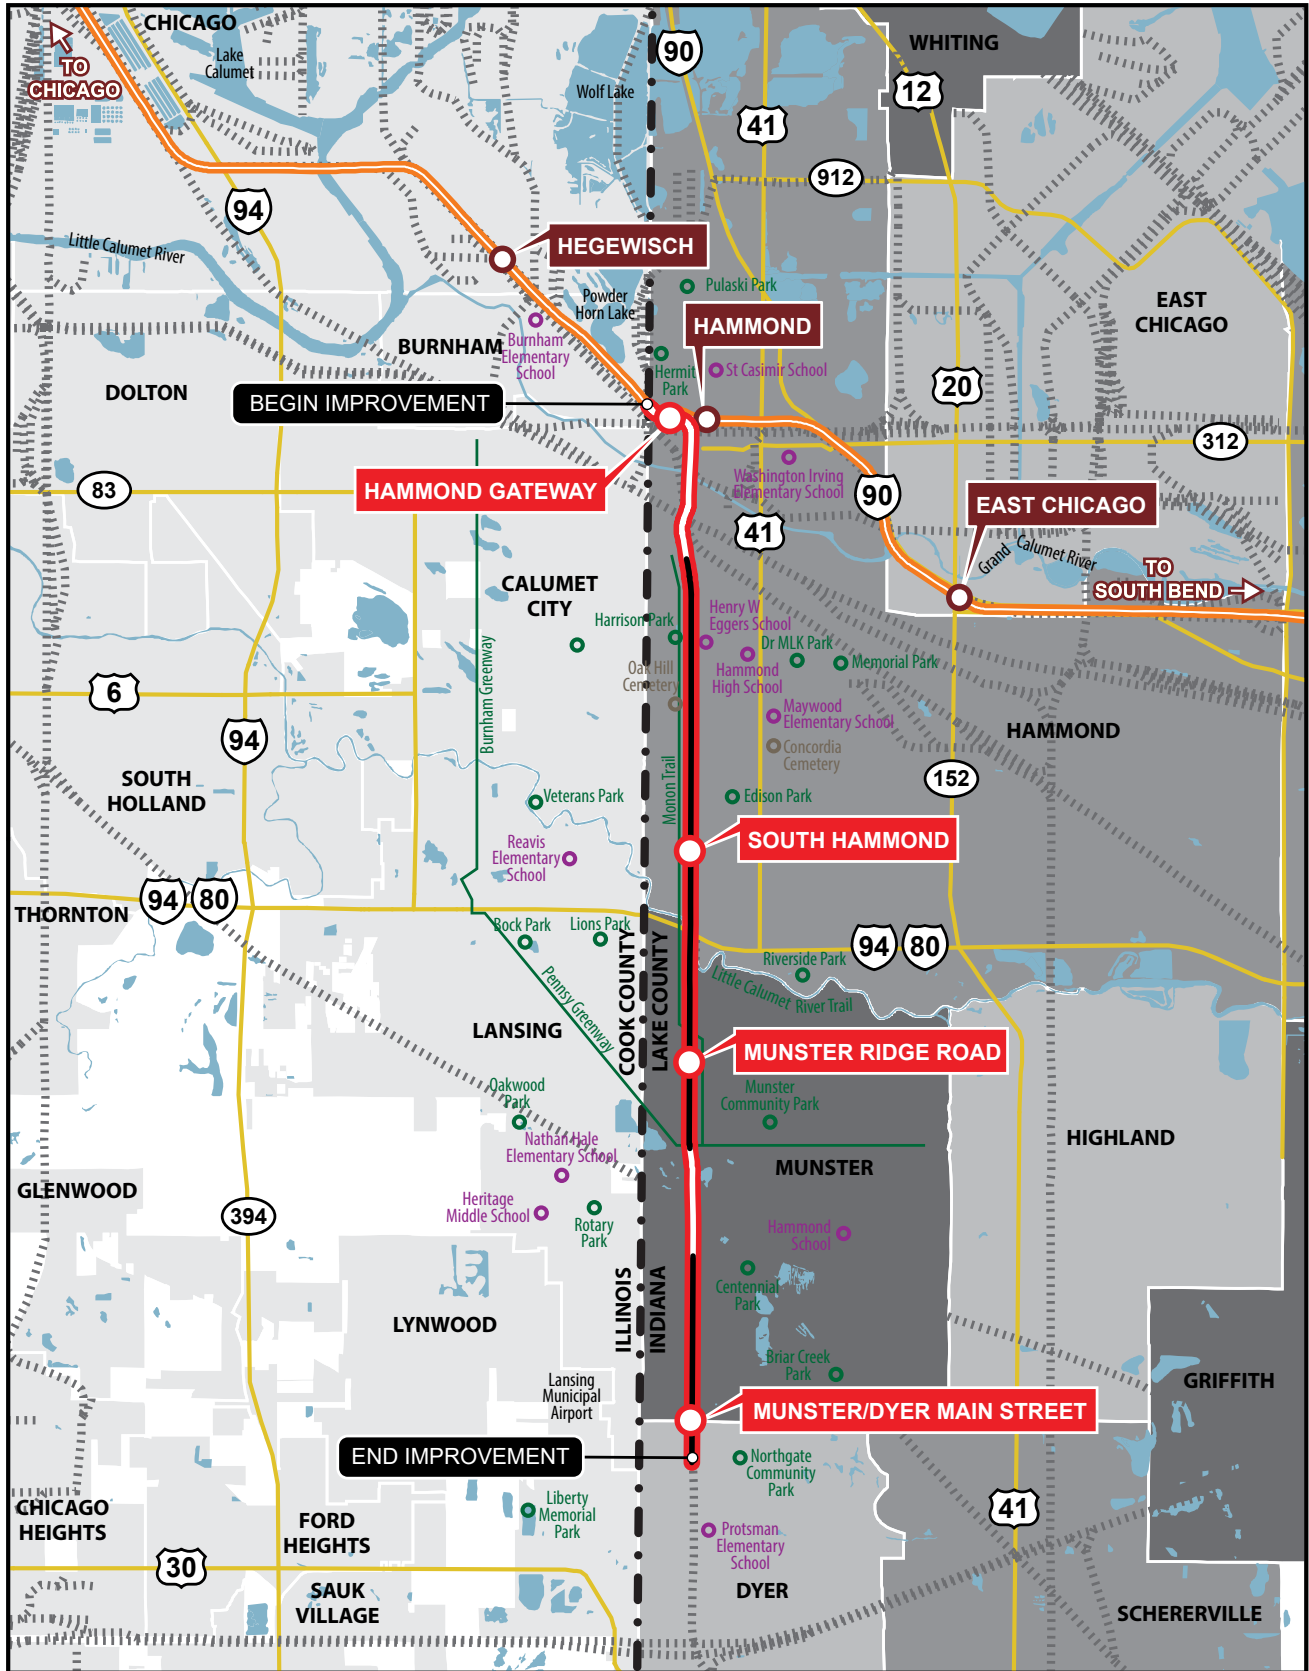 CHICAGO
TO
CHICAGO
Lake
Calumet
Wolf Lake
90
41
WHITING
12
912
94
Little Calumet River
HEGEWISCH
Powder
Horn Lake
Pulaski Park
HAMMOND
EAST
CHICAGO
BURNHAM
Burnham
Elementary
School
Hermit
Park
St Casimir School
DOLTON
BEGIN IMPROVEMENT
20
312
83
HAMMOND GATEWAY
Washington Irving
Elementary School
90
41
EAST CHICAGO
Grand Calumet River
TO
SOUTH BEND
CALUMET
CITY
Harrison Park
Henry W
Eggers School
Dr MLK Park
Memorial Park
Oak Hill
Cemetery
Hammond
High School
6
Burnham Greenway
Maywood
Elementary School
Concordia
Cemetery
HAMMOND
94
152
SOUTH
HOLLAND
Monon Trail
Veterans Park
Edison Park
Reavis
Elementary
School
SOUTH HAMMOND
94
80
THORNTON
Bock Park
Lions Park
COOK COUNTY
LAKE COUNTY
94
80
Riverside Park
Little Calumet River Trail
Pennsy Greenway
LANSING
MUNSTER RIDGE ROAD
Oakwood
Park
Munster
Community Park
Nathan Hale
Elementary School
HIGHLAND
MUNSTER
GLENWOOD
Heritage
Middle School
394
Rotary
Park
Hammond
School
ILLINOIS
INDIANA
Centennial
Park
LYNWOOD
Briar Creek
Park
Lansing
Municipal
Airport
GRIFFITH
MUNSTER/DYER MAIN STREET
END IMPROVEMENT
Northgate
Community
Park
CHICAGO
HEIGHTS
Liberty
Memorial
Park
41
FORD
HEIGHTS
Protsman
Elementary
School
30
SAUK
VILLAGE
DYER
SCHERERVILLE